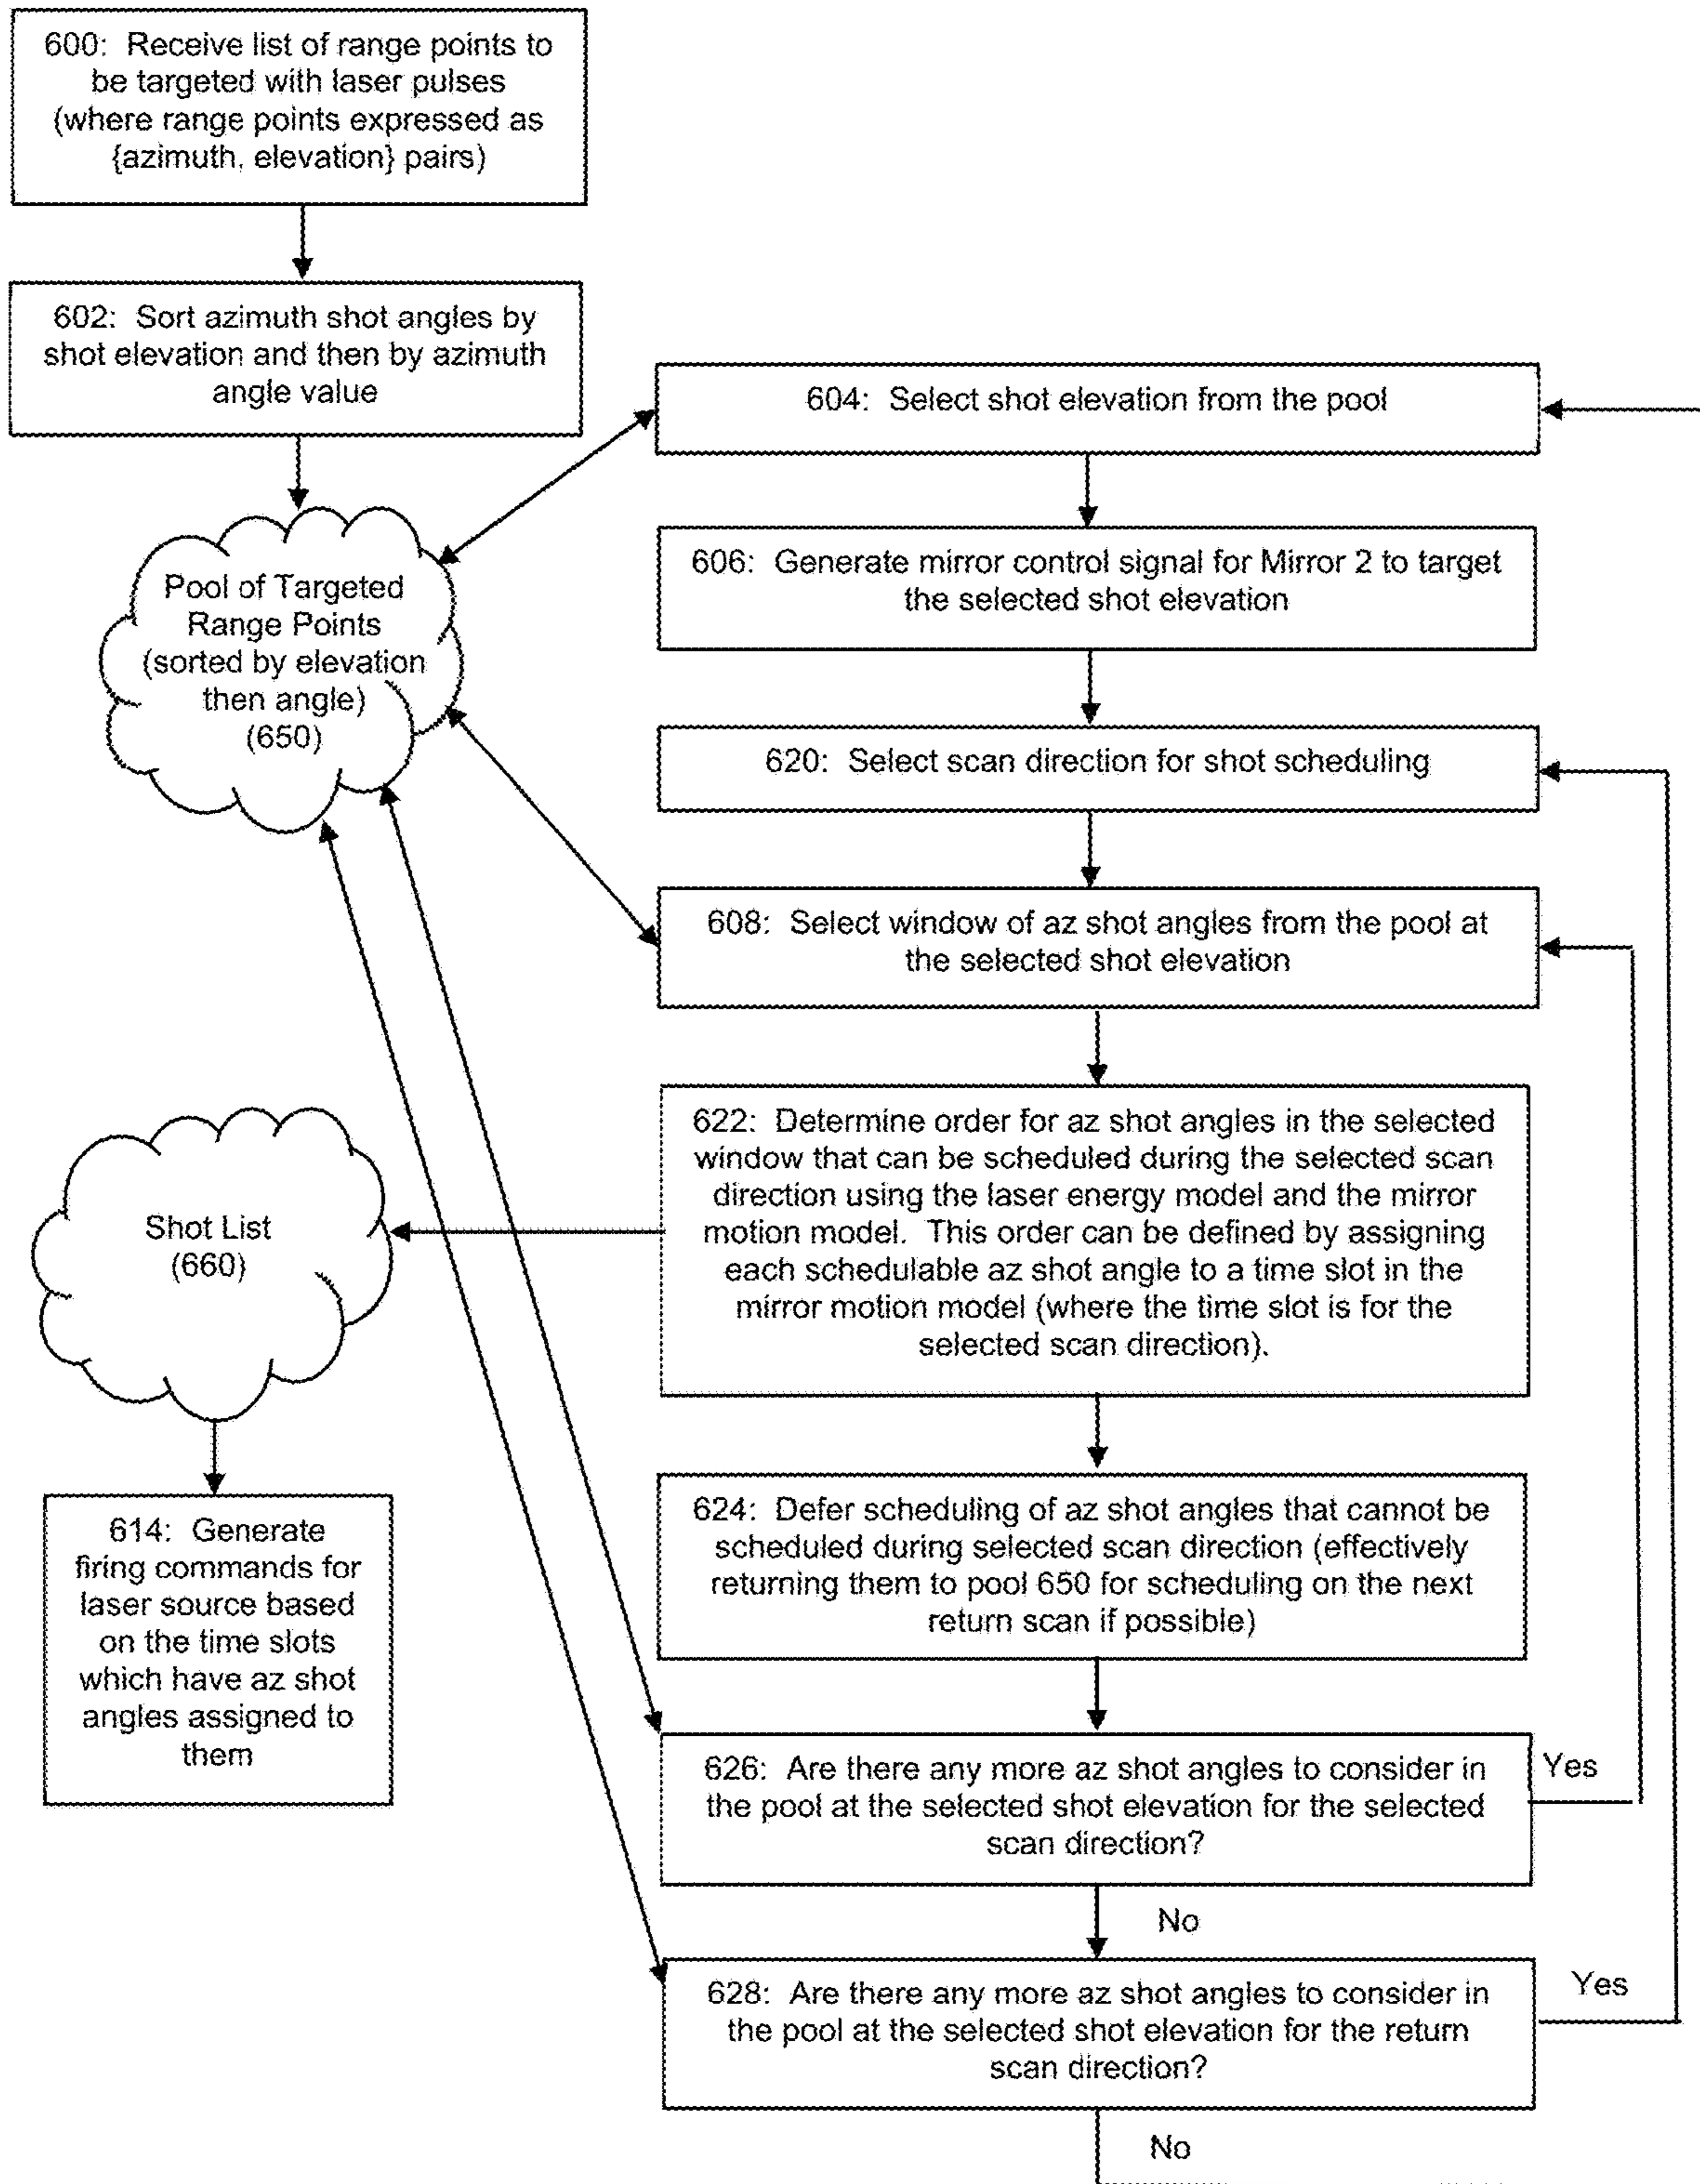 600: Receive list of range points to
be targeted with laser pulses
(where range points expressed as
{azimuth, elevation} pairs)
602: Sort azimuth shot angles by
shot elevation and then by azimuth
angle value
Pool of Targeted
Range Points
(sorted by elevation
then angle)
(650)
604: Select shot elevation from the pool
606: Generate mirror control signal for Mirror 2 to target
the selected shot elevation
620: Select scan direction for shot scheduling
608: Select window of az shot angles from the pool at
the selected shot elevation
622: Determine order for az shot angles in the selected
window that can be scheduled during the selected scan
direction using the laser energy model and the mirror
motion model. This order can be defined by assigning
each schedulable az shot angle to a time slot in the
mirror motion model (where the time slot is for the
selected scan direction).
Shot List
(660)
614: Generate
firing commands for
laser source based
on the time slots
which have az shot
angles assigned to
them
624: Defer scheduling of az shot angles that cannot be
scheduled during selected scan direction (effectively
returning them to pool 650 for scheduling on the next
return scan if possible)
626: Are there any more az shot angles to consider in
the pool at the selected shot elevation for the selected
scan direction?
Yes
No
628: Are there any more az shot angles to consider in
the pool at the selected shot elevation for the return
scan direction?
Yes
No